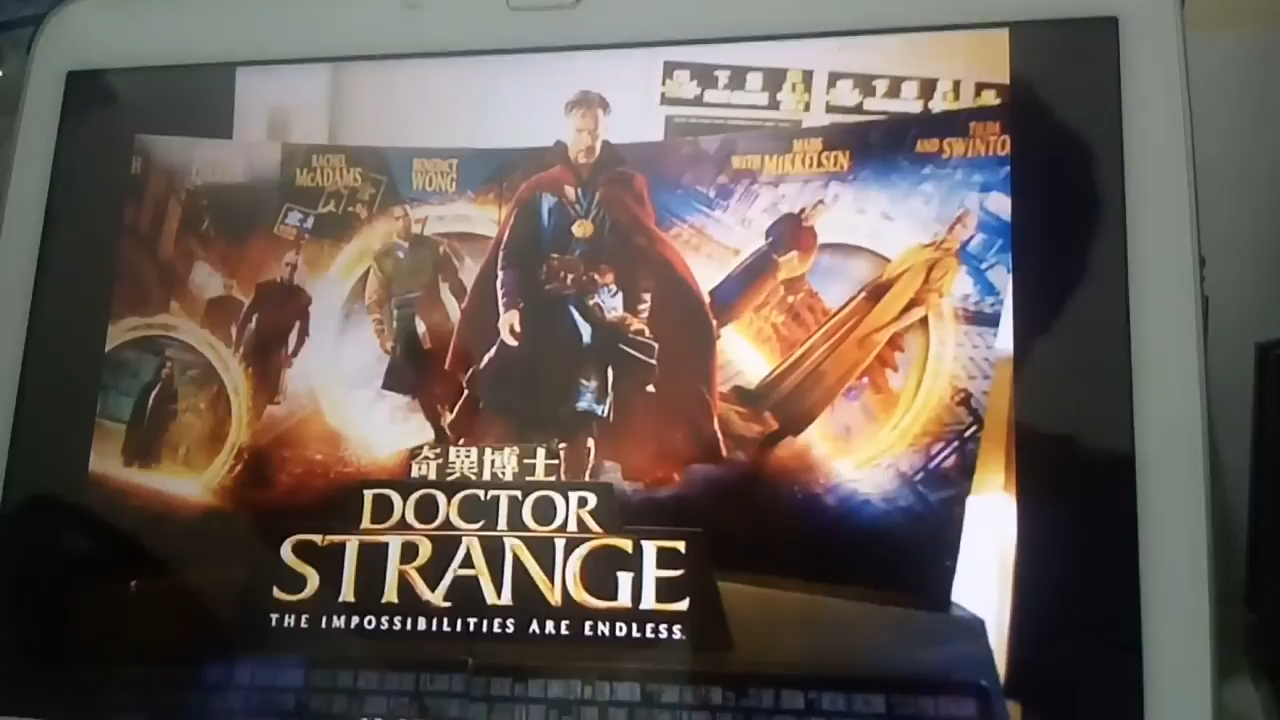 RACHEL
McADAMS
BENEDICT
WONG
MADS
WITH MIKKELSEN
TILDA
AND SWINTO
奇異博士
DOCTOR
STRANGE
THE IMPOSSIBILITIES ARE ENDLESS.